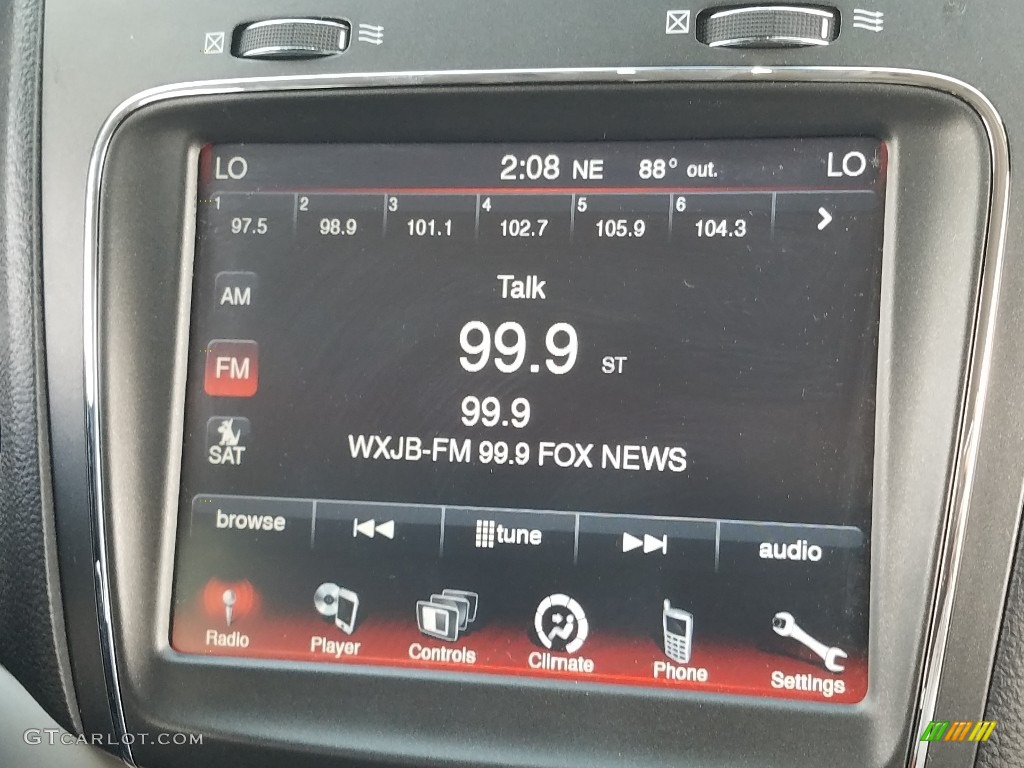 LO 2:08 NE 88° out. LO
1 2 3 4 5 6
97.5 98.9 101.1 102.7 105.9 104.3
Talk
AM
99.9 ST
FM
99.9
WXJB-FM 99.9 FOX NEWS
SAT
browse tune audio
Radio Player Controls Climate Phone Settings
GTCARLOT.COM